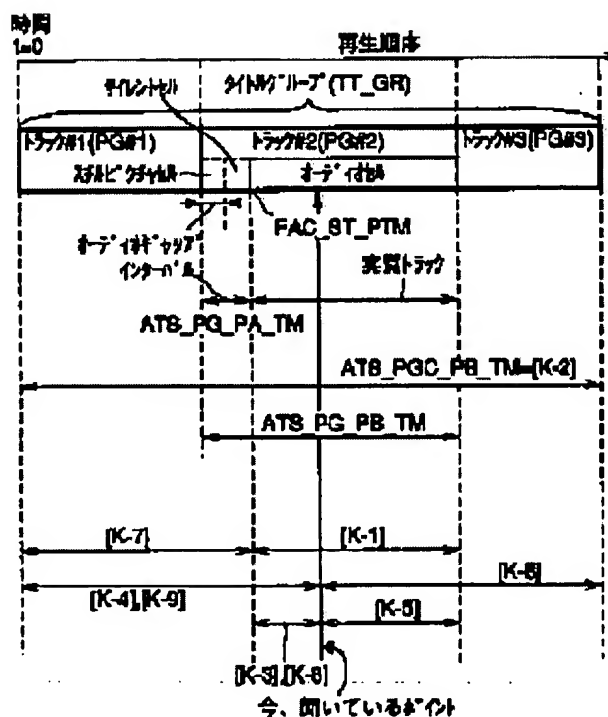 時間
t=0
再生順序
サイレントセル
タイトルグループ(TT_GR)
トラック#1(PG#1)
トラック#2(PG#2)
トラック#3(PG#3)
スチルピクチャセル
オーディオセル
FAC_ST_PTM
オーディオギャップ
インターバル
実質トラック
ATS_PG_PA_TM
ATS_PGC_PB_TM=[K-2]
ATS_PG_PB_TM
[K-7]
[K-1]
[K-4],[K-9]
[K-6]
[K-5]
[K-3],[K-8]
今、聞いているポイント